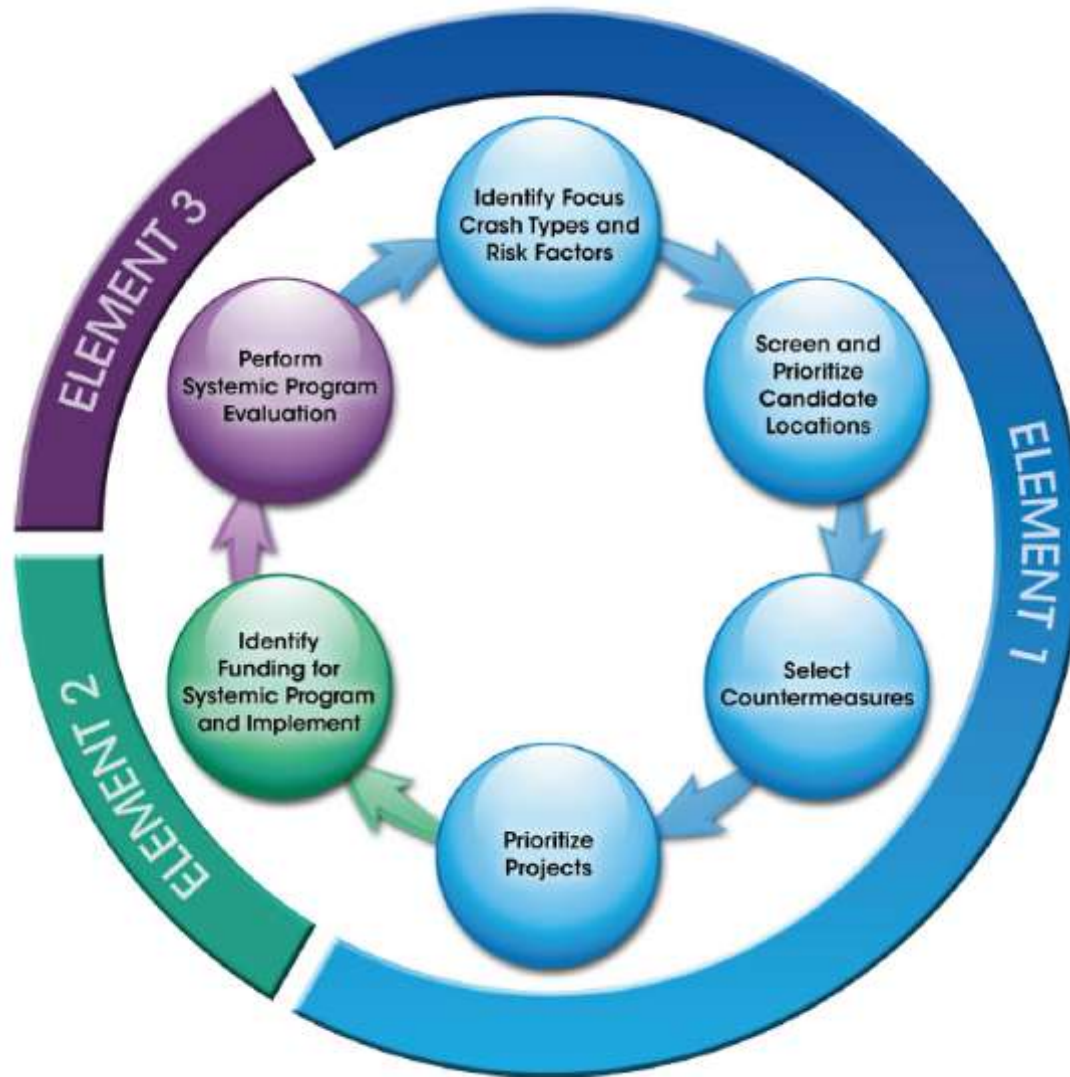 ELEMENT 1
Identify Focus
Crash Types and
Risk Factors
Screen and
Prioritize
Candidate
Locations
Select
Countermeasures
Prioritize
Projects
ELEMENT 2
Identify
Funding for
Systemic Program
and Implement
ELEMENT 3
Perform
Systemic Program
Evaluation